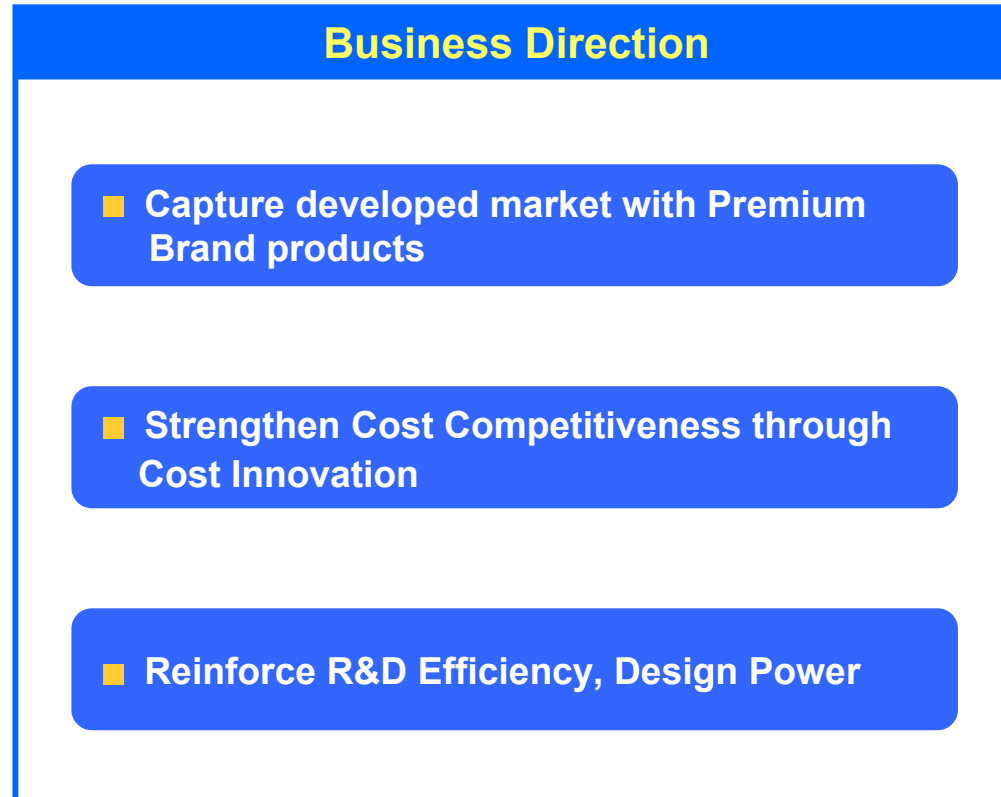 Business Direction
Capture developed market with Premium
Brand products
Strengthen Cost Competitiveness through
Cost Innovation
Reinforce R&D Efficiency, Design Power